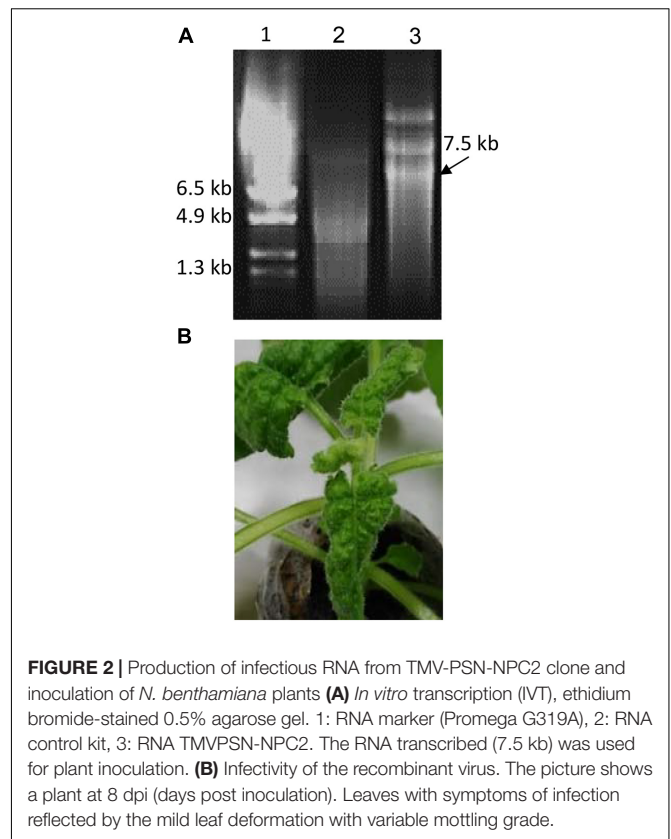 A
1 2 3
7.5 kb
6.5 kb
4.9 kb
1.3 kb
B
FIGURE 2 | Production of infectious RNA from TMV-PSN-NPC2 clone and
inoculation of N. benthamiana plants (A) In vitro transcription (IVT), ethidium
bromide-stained 0.5% agarose gel. 1: RNA marker (Promega G319A), 2: RNA
control kit, 3: RNA TMVPSN-NPC2. The RNA transcribed (7.5 kb) was used
for plant inoculation. (B) Infectivity of the recombinant virus. The picture shows
a plant at 8 dpi (days post inoculation). Leaves with symptoms of infection
reflected by the mild leaf deformation with variable mottling grade.